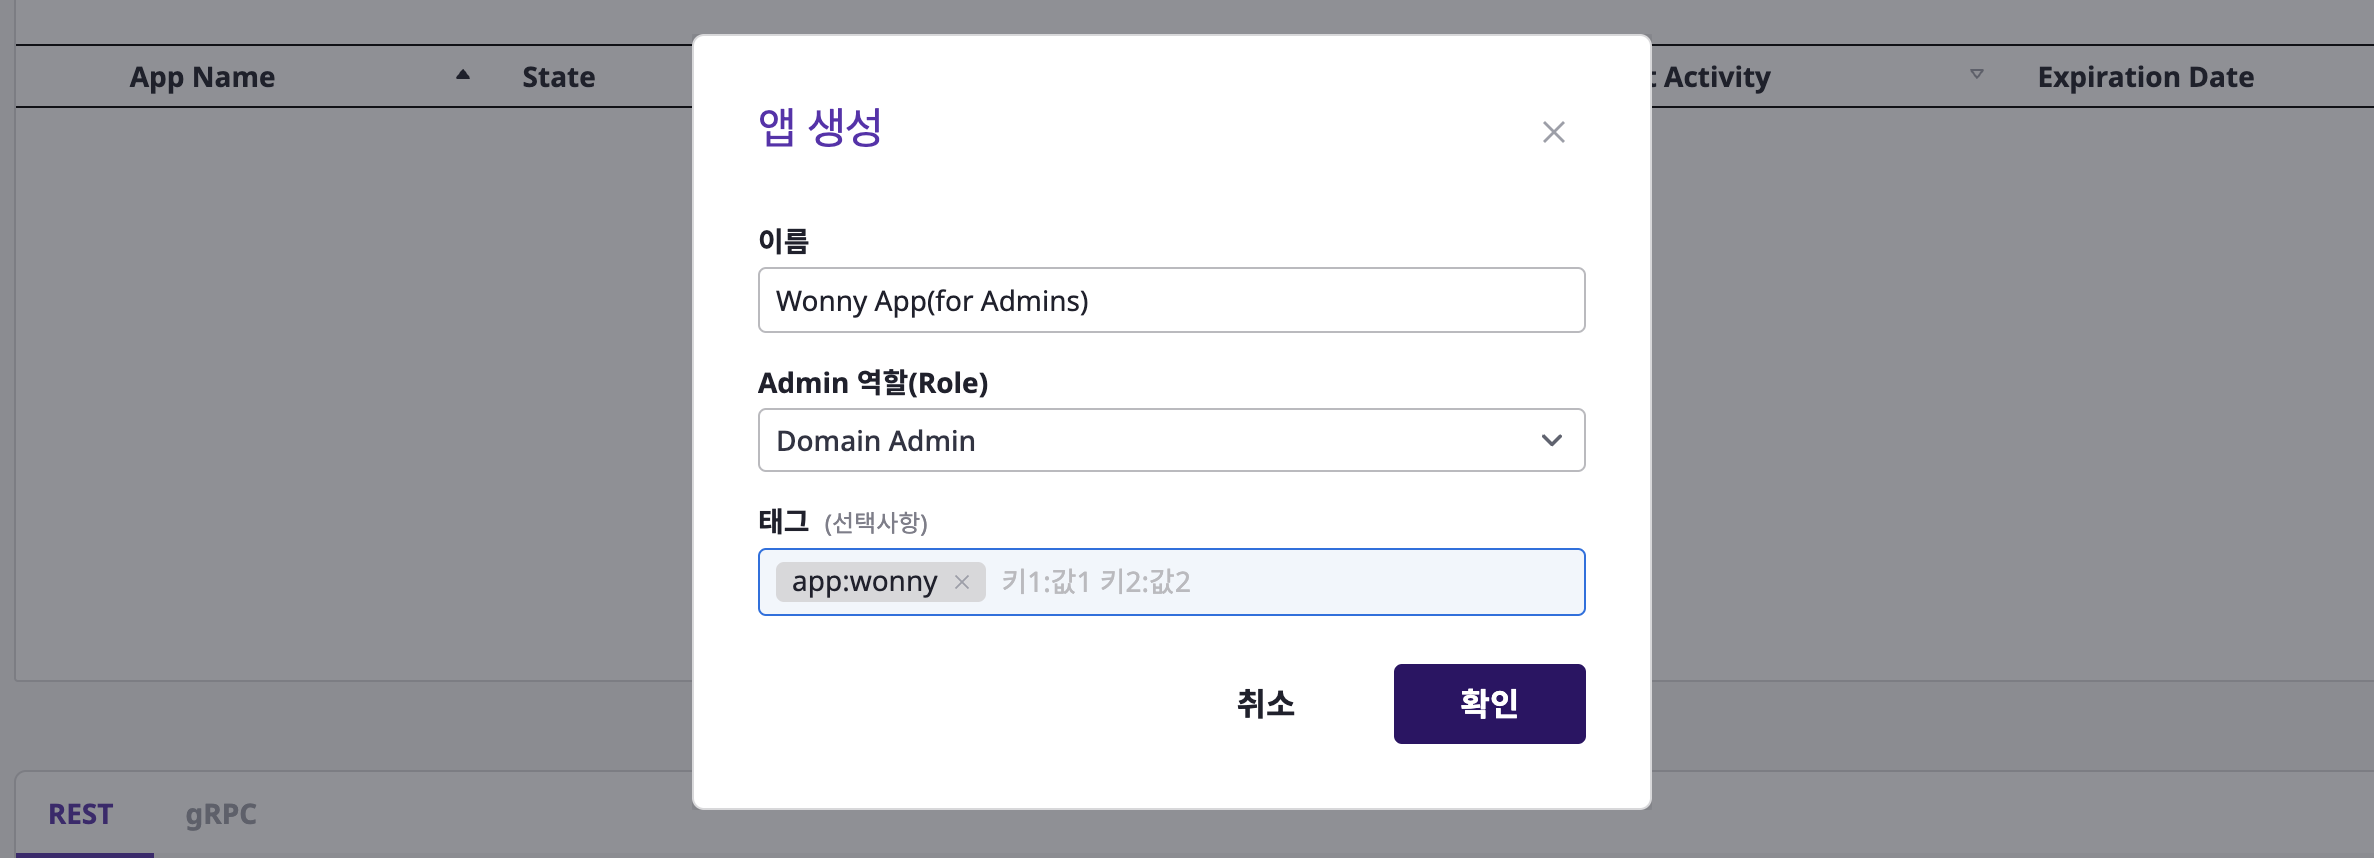 App Name State t Activity Expiration Date
앱 생성
이름
Wonny App(for Admins)
Admin 역할(Role)
Domain Admin
태그 (선택사항)
app:wonny 키1:값1 키2:값2
취소 확인
REST gRPC